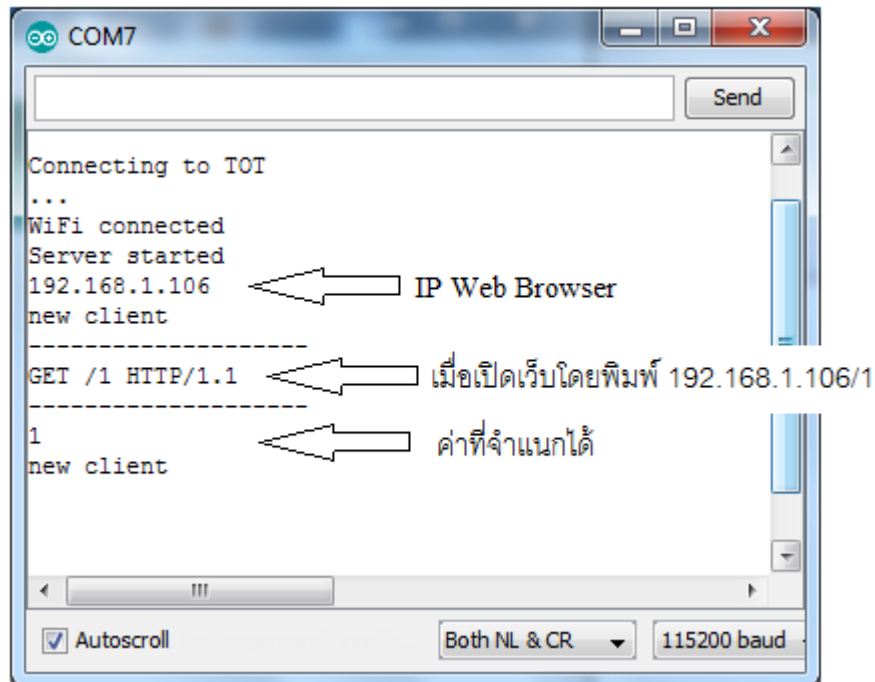 COM7
Send
Connecting to TOT
...
WiFi connected
Server started
192.168.1.106 IP Web Browser
new client
--------------------
GET /1 HTTP/1.1 เมื่อเปิดเว็บโดยพิมพ์ 192.168.1.106/1
--------------------
1 ค่าที่จำแนกได้
new client
Autoscroll Both NL & CR 115200 baud